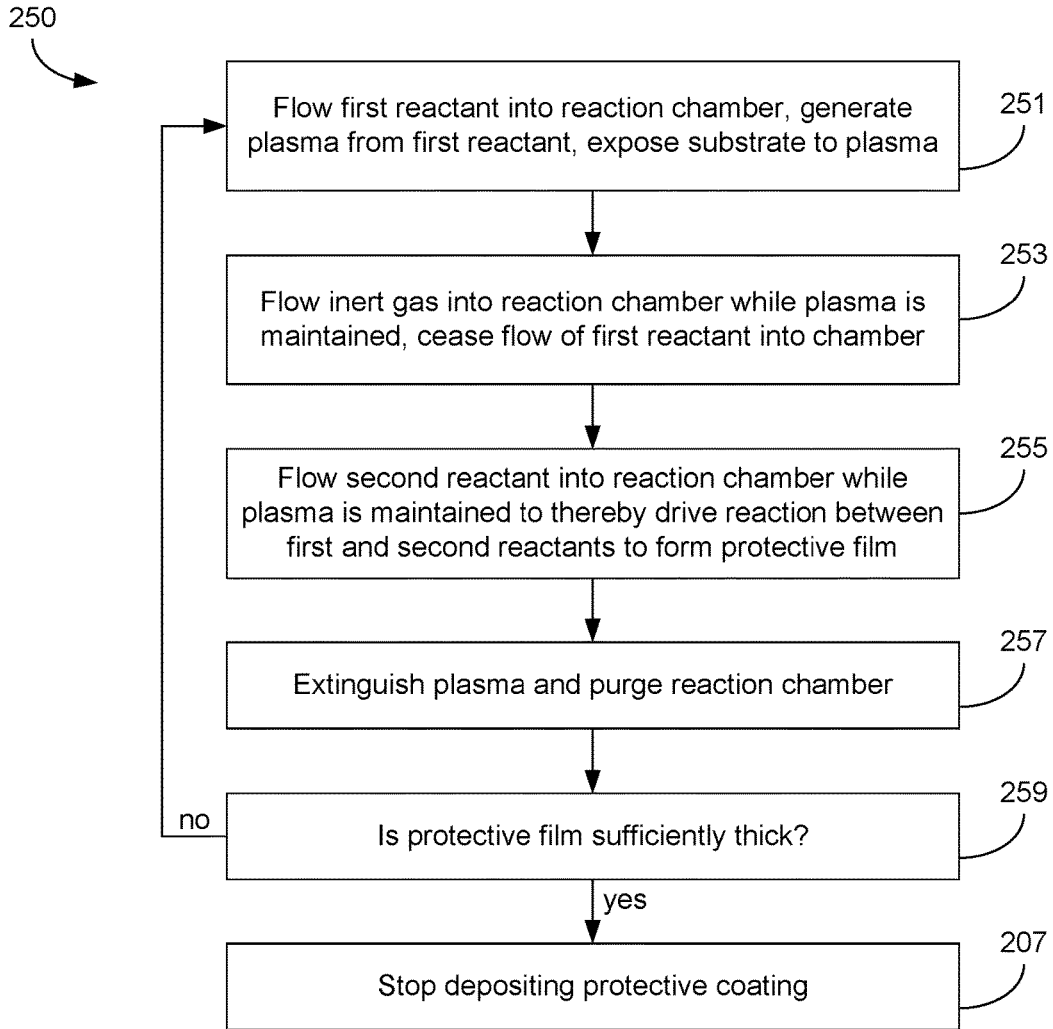 250
Flow first reactant into reaction chamber, generate
plasma from first reactant, expose substrate to plasma
251
Flow inert gas into reaction chamber while plasma is
maintained, cease flow of first reactant into chamber
253
Flow second reactant into reaction chamber while
plasma is maintained to thereby drive reaction between
first and second reactants to form protective film
255
Extinguish plasma and purge reaction chamber
257
Is protective film sufficiently thick?
259
no
yes
Stop depositing protective coating
207